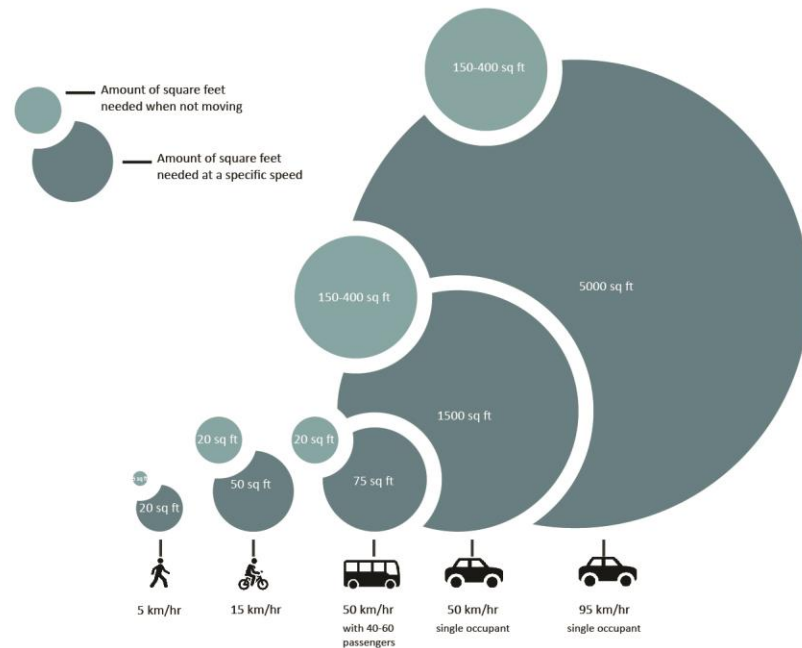 Amount of square feet
needed when not moving
Amount of square feet
needed at a specific speed
150-400 sq ft
5000 sq ft
150-400 sq ft
1500 sq ft
20 sq ft
20 sq ft
50 sq ft
75 sq ft
sq ft
20 sq ft
5 km/hr
15 km/hr
50 km/hr
with 40-60
passengers
50 km/hr
single occupant
95 km/hr
single occupant